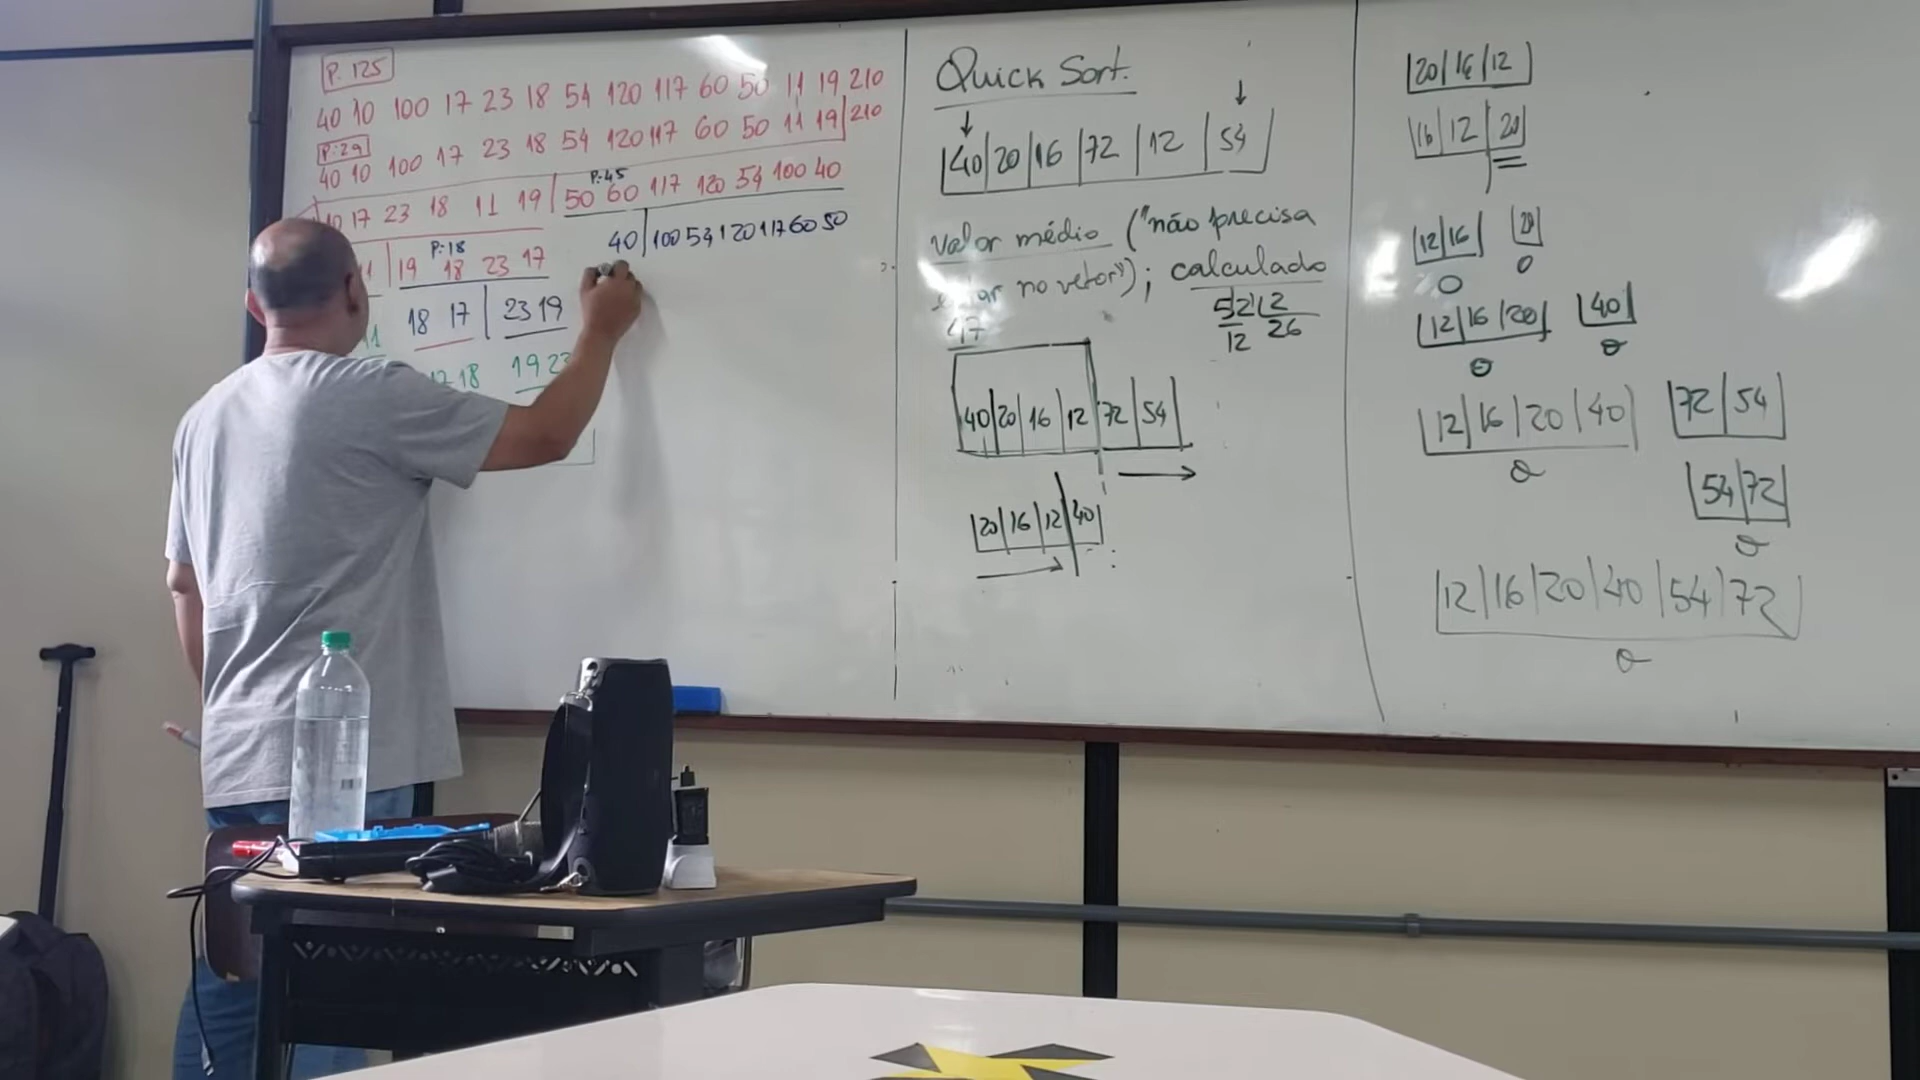 P. 125
40 10 100 17 23 18 54 120 117 60 50 11 19 210
P:29
40 10 100 17 23 18 54 120 117 60 50 11 19 | 210
10 17 23 18 11 19 | 50 60 117 120 54 100 40
P:45
40 | 100 54 120 117 60 50
11 | 19 18 23 17
P:18
18 17 | 23 19
11
17 18
19 23
Quick Sort.
40 | 20 | 16 | 72 | 12 | 54
Valor médio ("não precisa
no vetor"); calculado
47
52 | 2
12 26
40 | 20 | 16 | 12 | 72 | 54
20 | 16 | 12 | 40
20 | 16 | 12
16 | 12 | 20
12 | 16 | 20
12 | 16 | 20 | 40
12 | 16 | 20 | 40 | 72 | 54
54 | 72
12 | 16 | 20 | 40 | 54 | 72